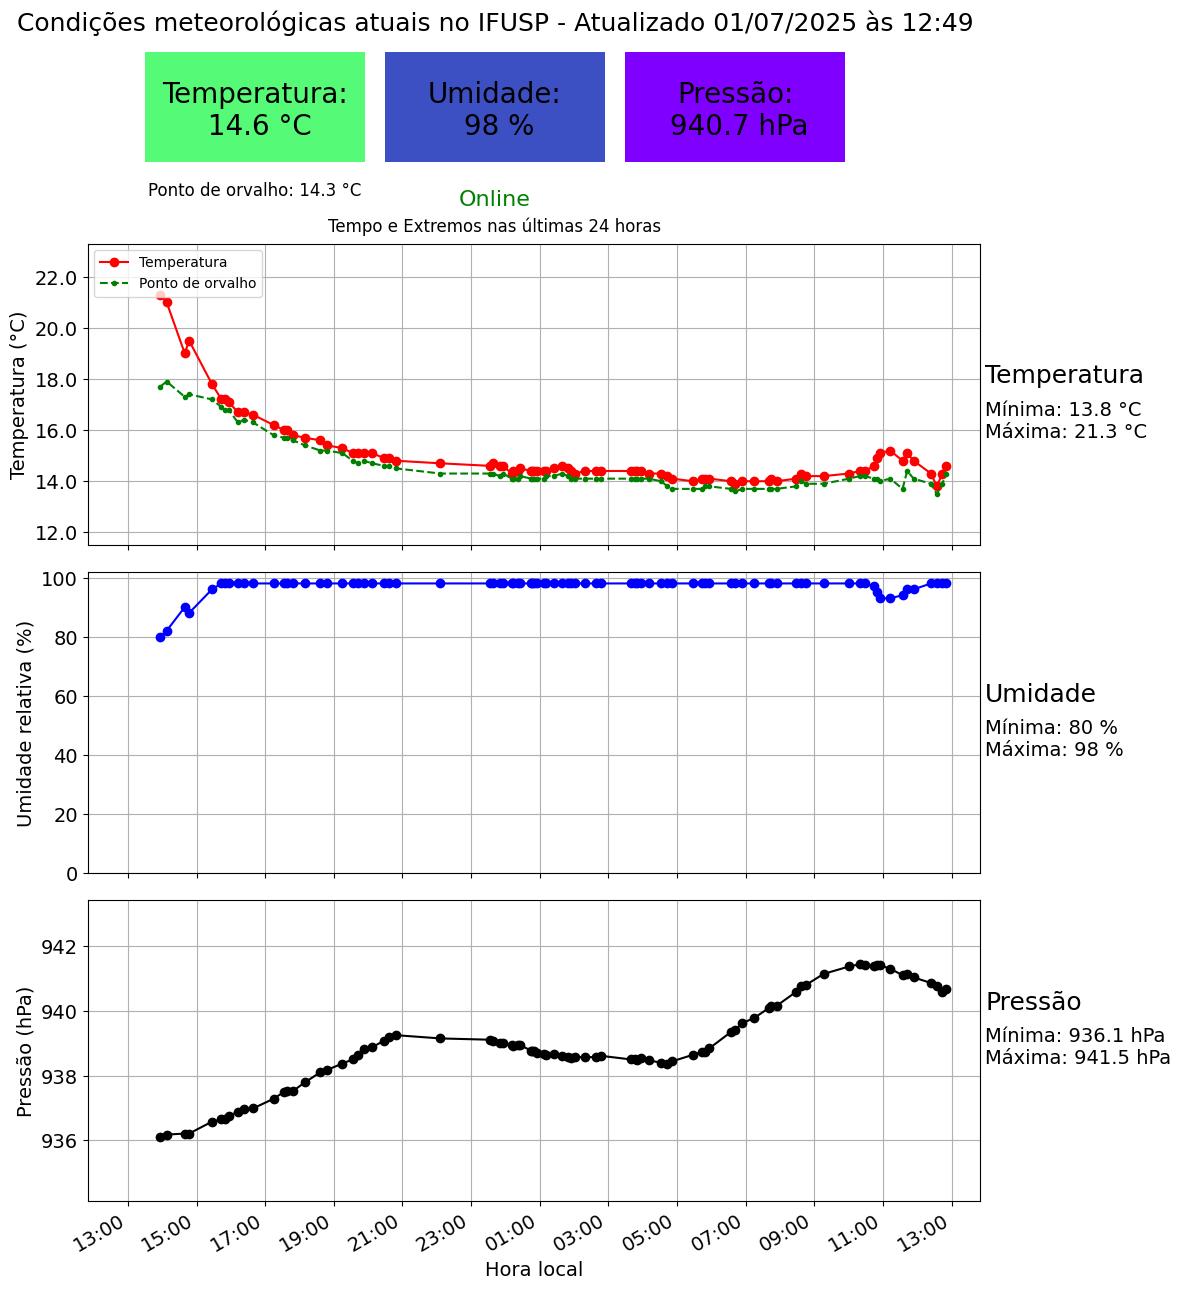 Condições meteorológicas atuais no IFUSP - Atualizado 01/07/2025 às 12:49
Temperatura:
14.6 °C
Umidade:
98 %
Pressão:
940.7 hPa
Ponto de orvalho: 14.3 °C
Online
Tempo e Extremos nas últimas 24 horas
Temperatura
Ponto de orvalho
Temperatura (°C)
22.0
20.0
18.0
16.0
14.0
12.0
Temperatura
Mínima: 13.8 °C
Máxima: 21.3 °C
Umidade relativa (%)
100
80
60
40
20
0
Umidade
Mínima: 80 %
Máxima: 98 %
Pressão (hPa)
942
940
938
936
Pressão
Mínima: 936.1 hPa
Máxima: 941.5 hPa
13:00
15:00
17:00
19:00
21:00
23:00
01:00
03:00
05:00
07:00
09:00
11:00
13:00
Hora local